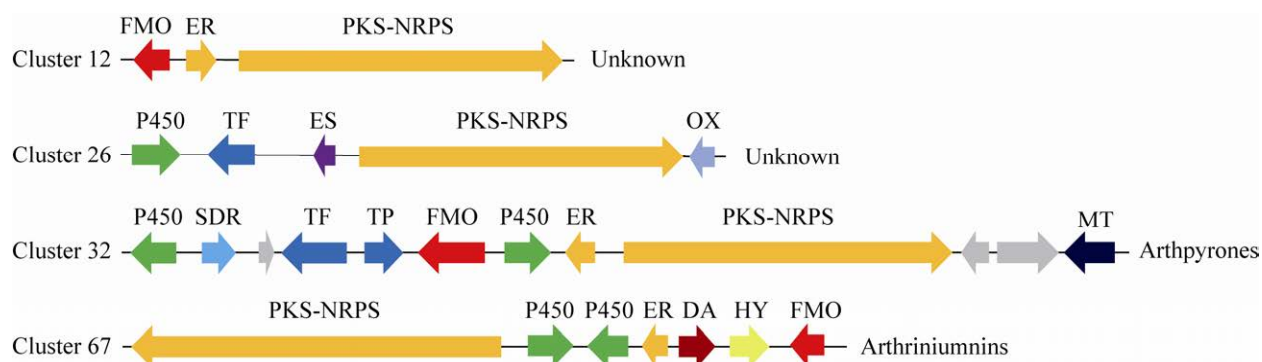 FMO ER PKS-NRPS
Cluster 12 Unknown
P450 TF ES PKS-NRPS OX
Cluster 26 Unknown
P450 SDR TF TP FMO P450 ER PKS-NRPS MT
Cluster 32 Arthpyrones
PKS-NRPS P450 P450 ER DA HY FMO
Cluster 67 Arthriniumnins